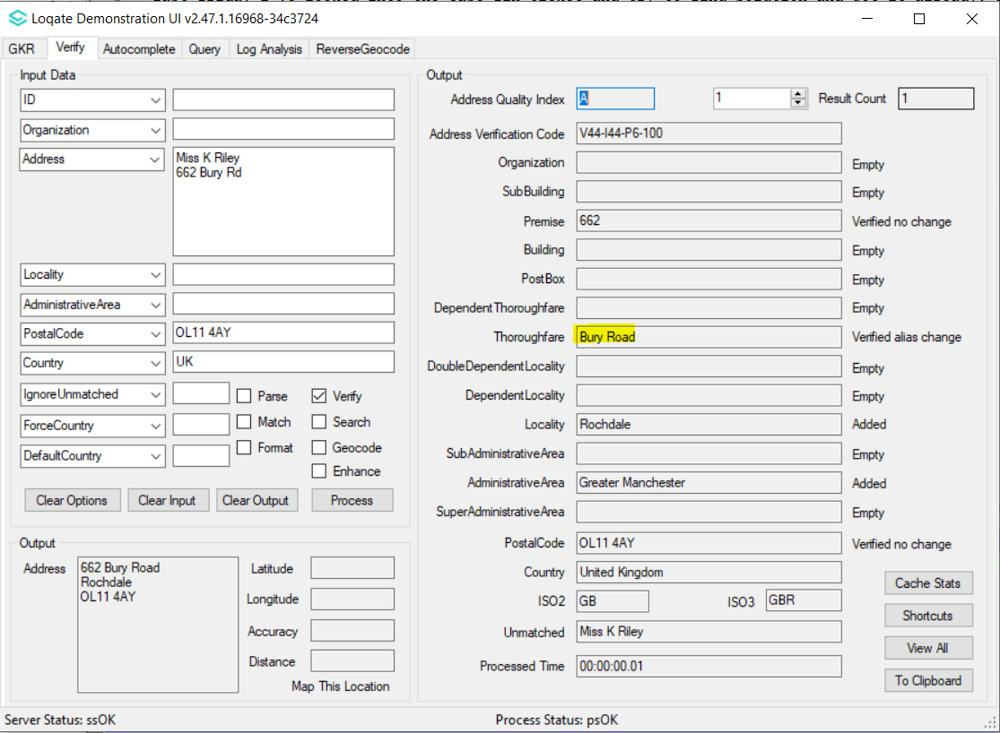 Loqate Demonstration UI v2.47.1.16968-34c3724
GKR Verify Autocomplete Query Log Analysis ReverseGeocode
Input Data
ID
Organization
Address
Miss K Riley
662 Bury Rd
Locality
AdministrativeArea
PostalCode OL11 4AY
Country UK
IgnoreUnmatched Parse Verify
ForceCountry Match Search
DefaultCountry Format Geocode
Enhance
Clear Options Clear Input Clear Output Process
Output
Address
662 Bury Road
Rochdale
OL11 4AY
Latitude
Longitude
Accuracy
Distance
Map This Location
Output
Address Quality Index A 1 Result Count 1
Address Verification Code V44-I44-P6-100
Organization Empty
SubBuilding Empty
Premise 662 Verified no change
Building Empty
PostBox Empty
DependentThoroughfare Empty
Thoroughfare Bury Road Verified alias change
DoubleDependentLocality Empty
DependentLocality Empty
Locality Rochdale Added
SubAdministrativeArea Empty
AdministrativeArea Greater Manchester Added
SuperAdministrativeArea Empty
PostalCode OL11 4AY Verified no change
Country United Kingdom
ISO2 GB ISO3 GBR
Unmatched Miss K Riley
Processed Time 00:00:00.01
Cache Stats
Shortcuts
View All
To Clipboard
Server Status: ssOK Process Status: psOK